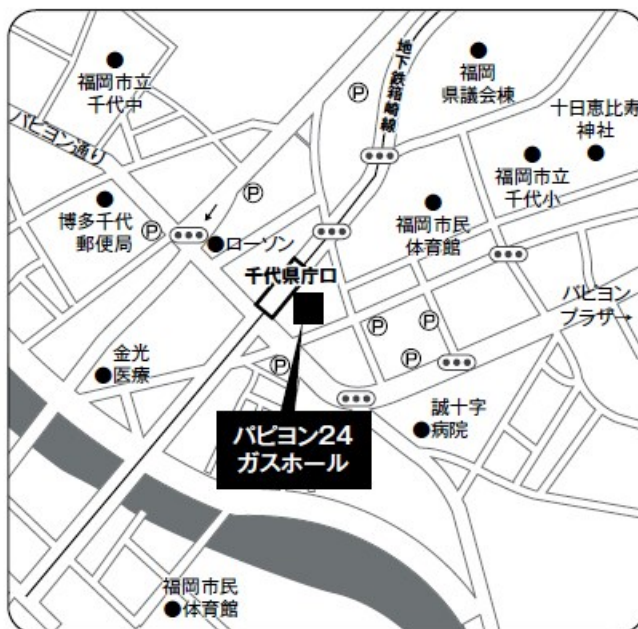 福岡市立
千代中
パピヨン通り
地下鉄箱崎線
福岡
県議会棟
十日恵比寿
神社
福岡市立
千代小
福岡市民
体育館
博多千代
郵便局
P
P
P
ローソン
千代県庁口
パピヨン
プラザ→
P
P
P
P
金光
医療
パピヨン24
ガスホール
誠十字
病院
福岡市民
体育館